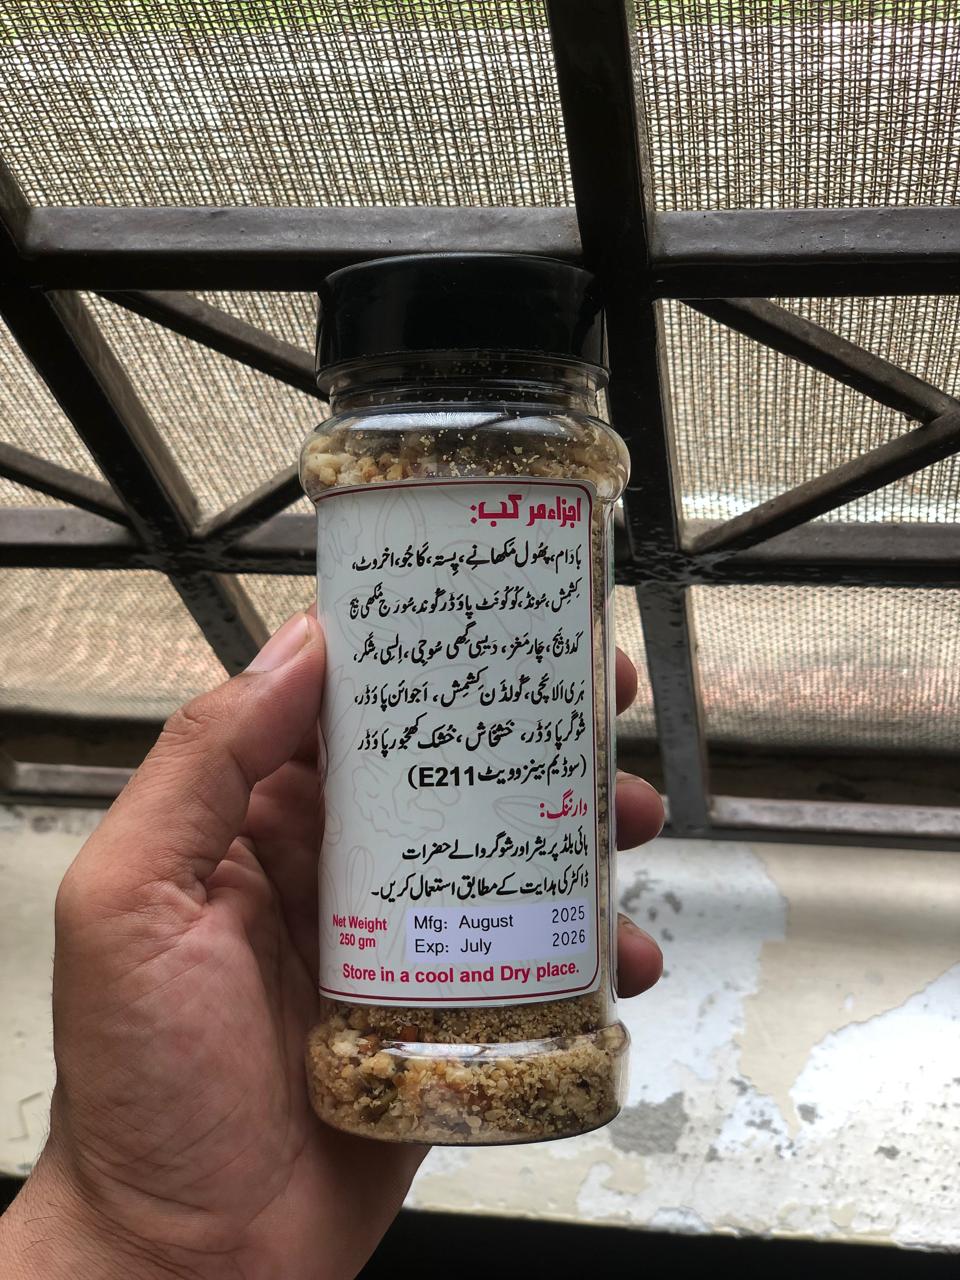 اجزاء مرکب:
بادام، پھول مکھانے، پستہ، کاجو، اخروٹ،
کشمش، سونڈ، کوکونٹ پاؤڈر گوند، سورج مکھی بیج
کدو بیج، چار مغز، دیسی گھی سوجی، السی، شکر،
ہری الائچی، گولڈن کشمش، اجوائن پاؤڈر،
شوگر پاؤڈر، خشخاش، خشک کھجور پاؤڈر
(سوڈیم بینزوویٹ E211)
وارننگ:
ہائی بلڈ پریشر اور شوگر والے حضرات
ڈاکٹر کی ہدایت کے مطابق استعمال کریں۔
Net Weight
250 gm
Mfg: August 2025
Exp: July 2026
Store in a cool and Dry place.